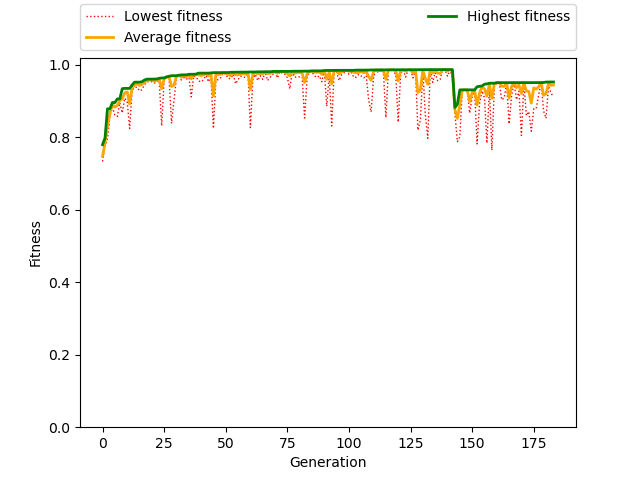 Lowest fitness
Average fitness
Highest fitness
1.0
0.8
0.6
0.4
0.2
0.0
Fitness
0 25 50 75 100 125 150 175
Generation